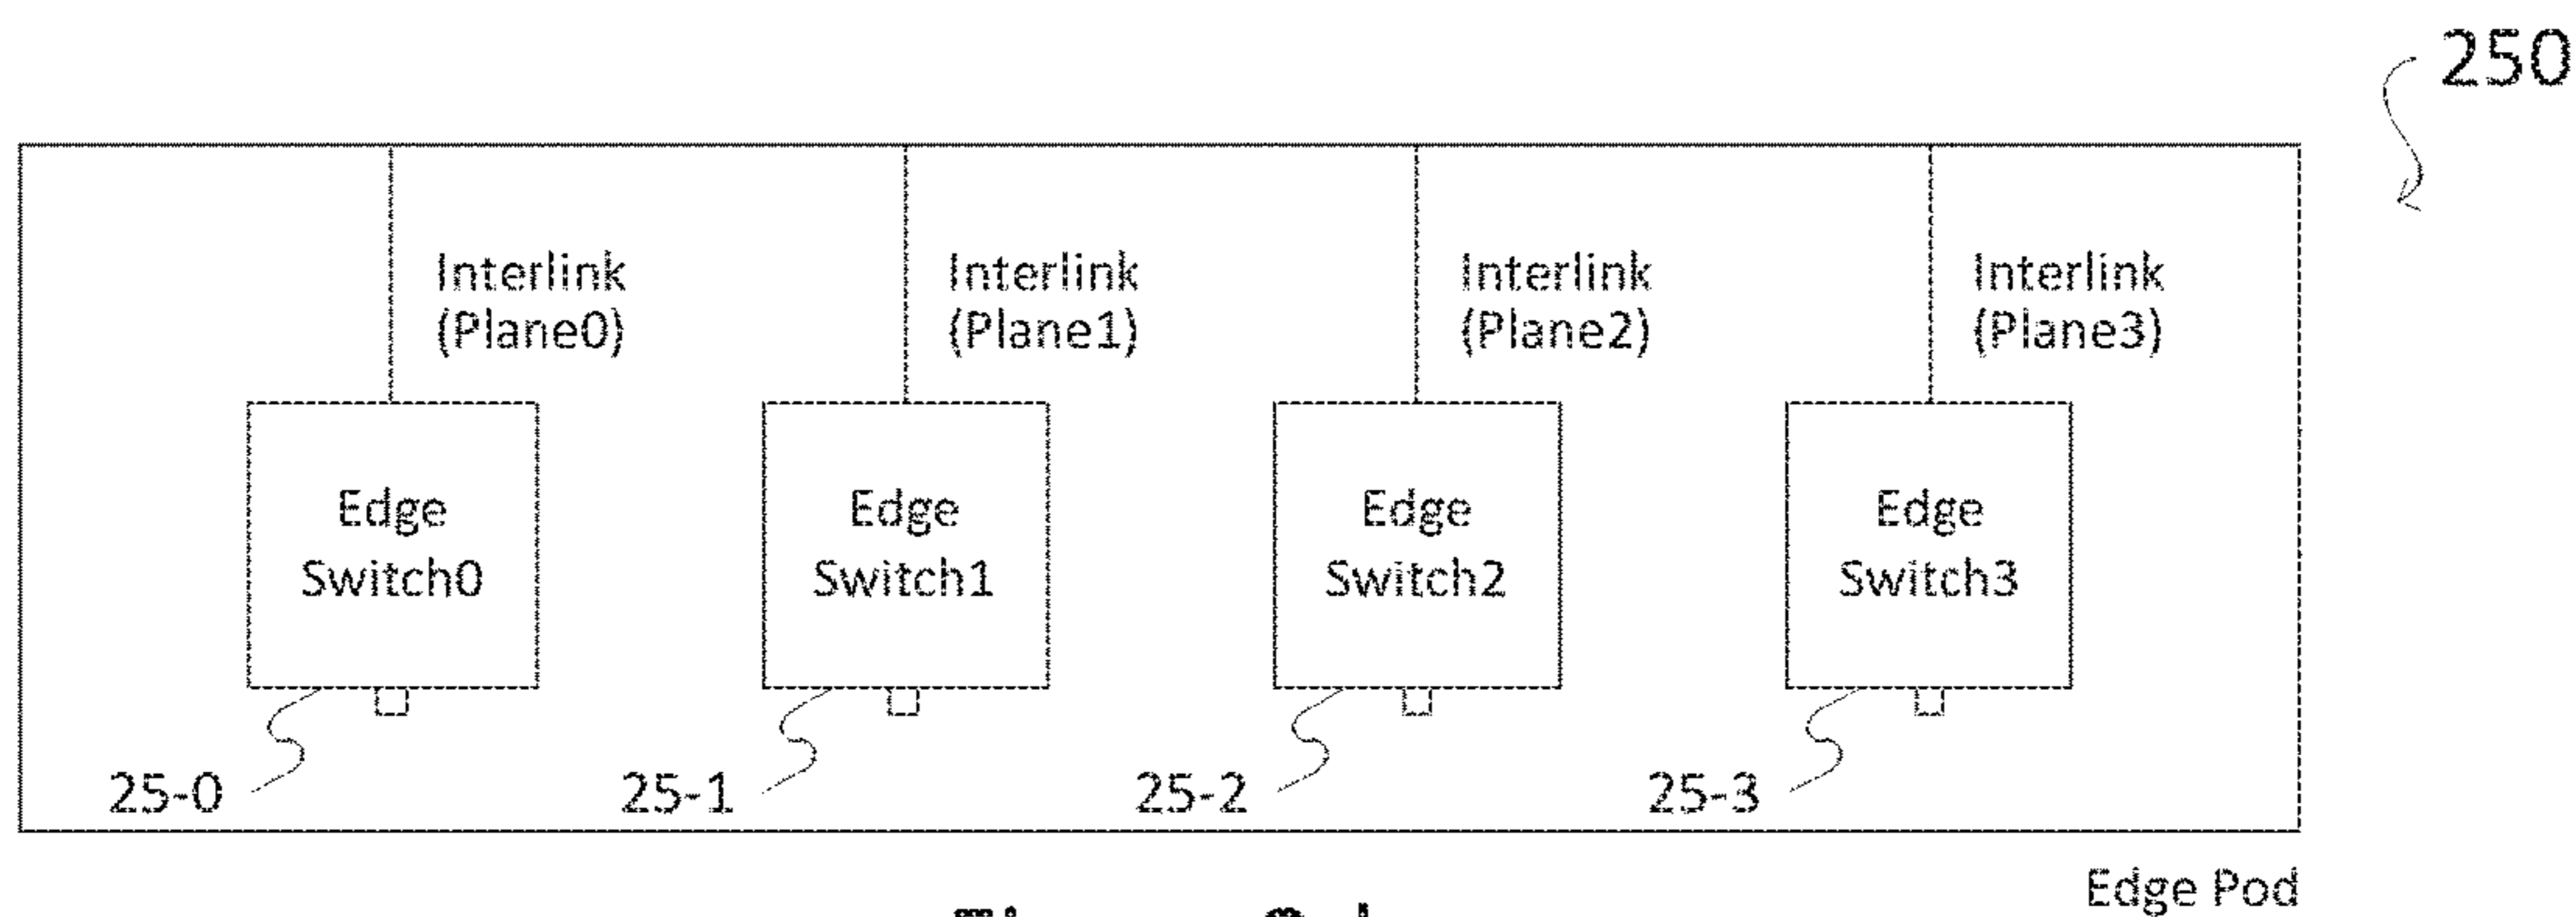 250
Interlink
(Plane0)
Interlink
(Plane1)
Interlink
(Plane2)
Interlink
(Plane3)
Edge
Switch0
Edge
Switch1
Edge
Switch2
Edge
Switch3
25-0
25-1
25-2
25-3
Edge Pod